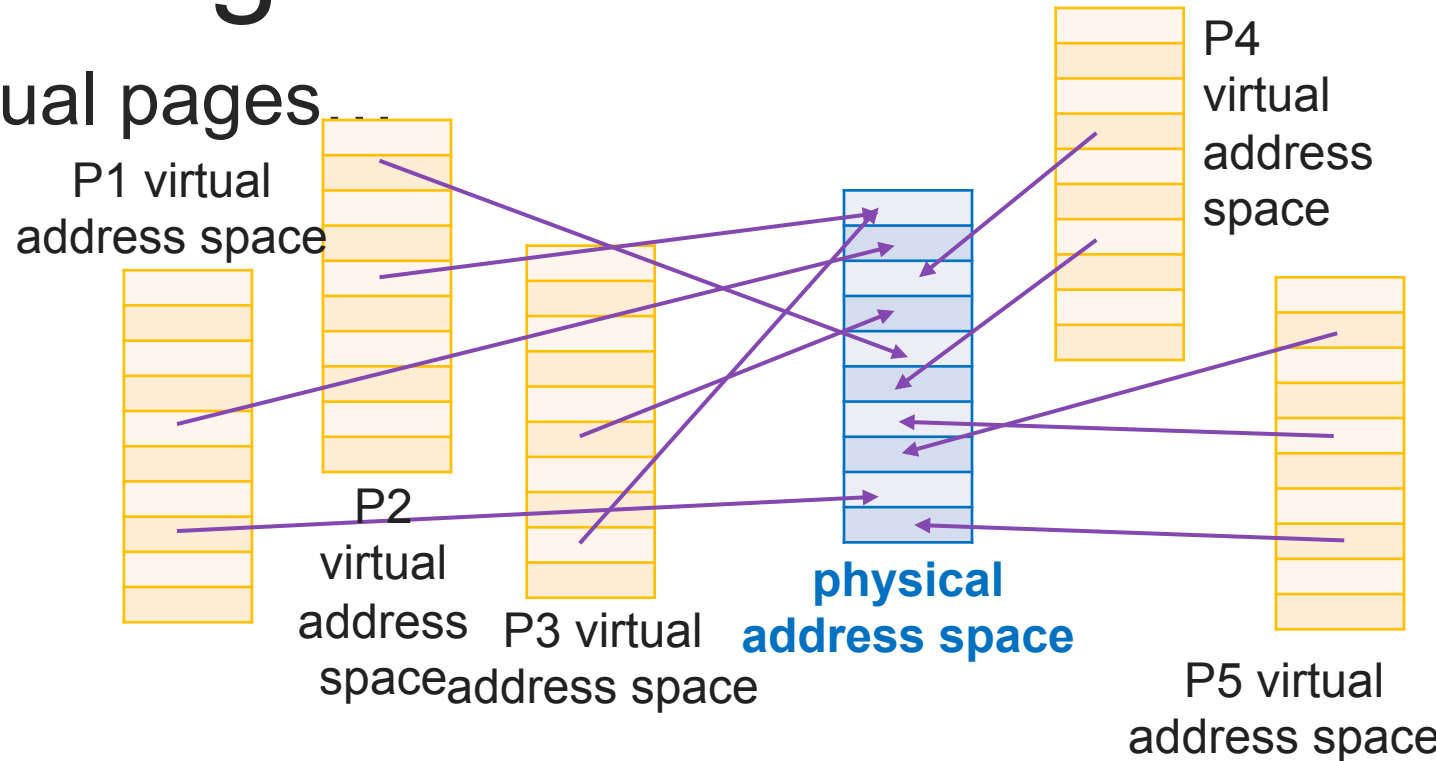 ual pages…
P1 virtual
address space
P2
virtual
address
space
P3 virtual
address space
physical
address space
P4
virtual
address
space
P5 virtual
address space